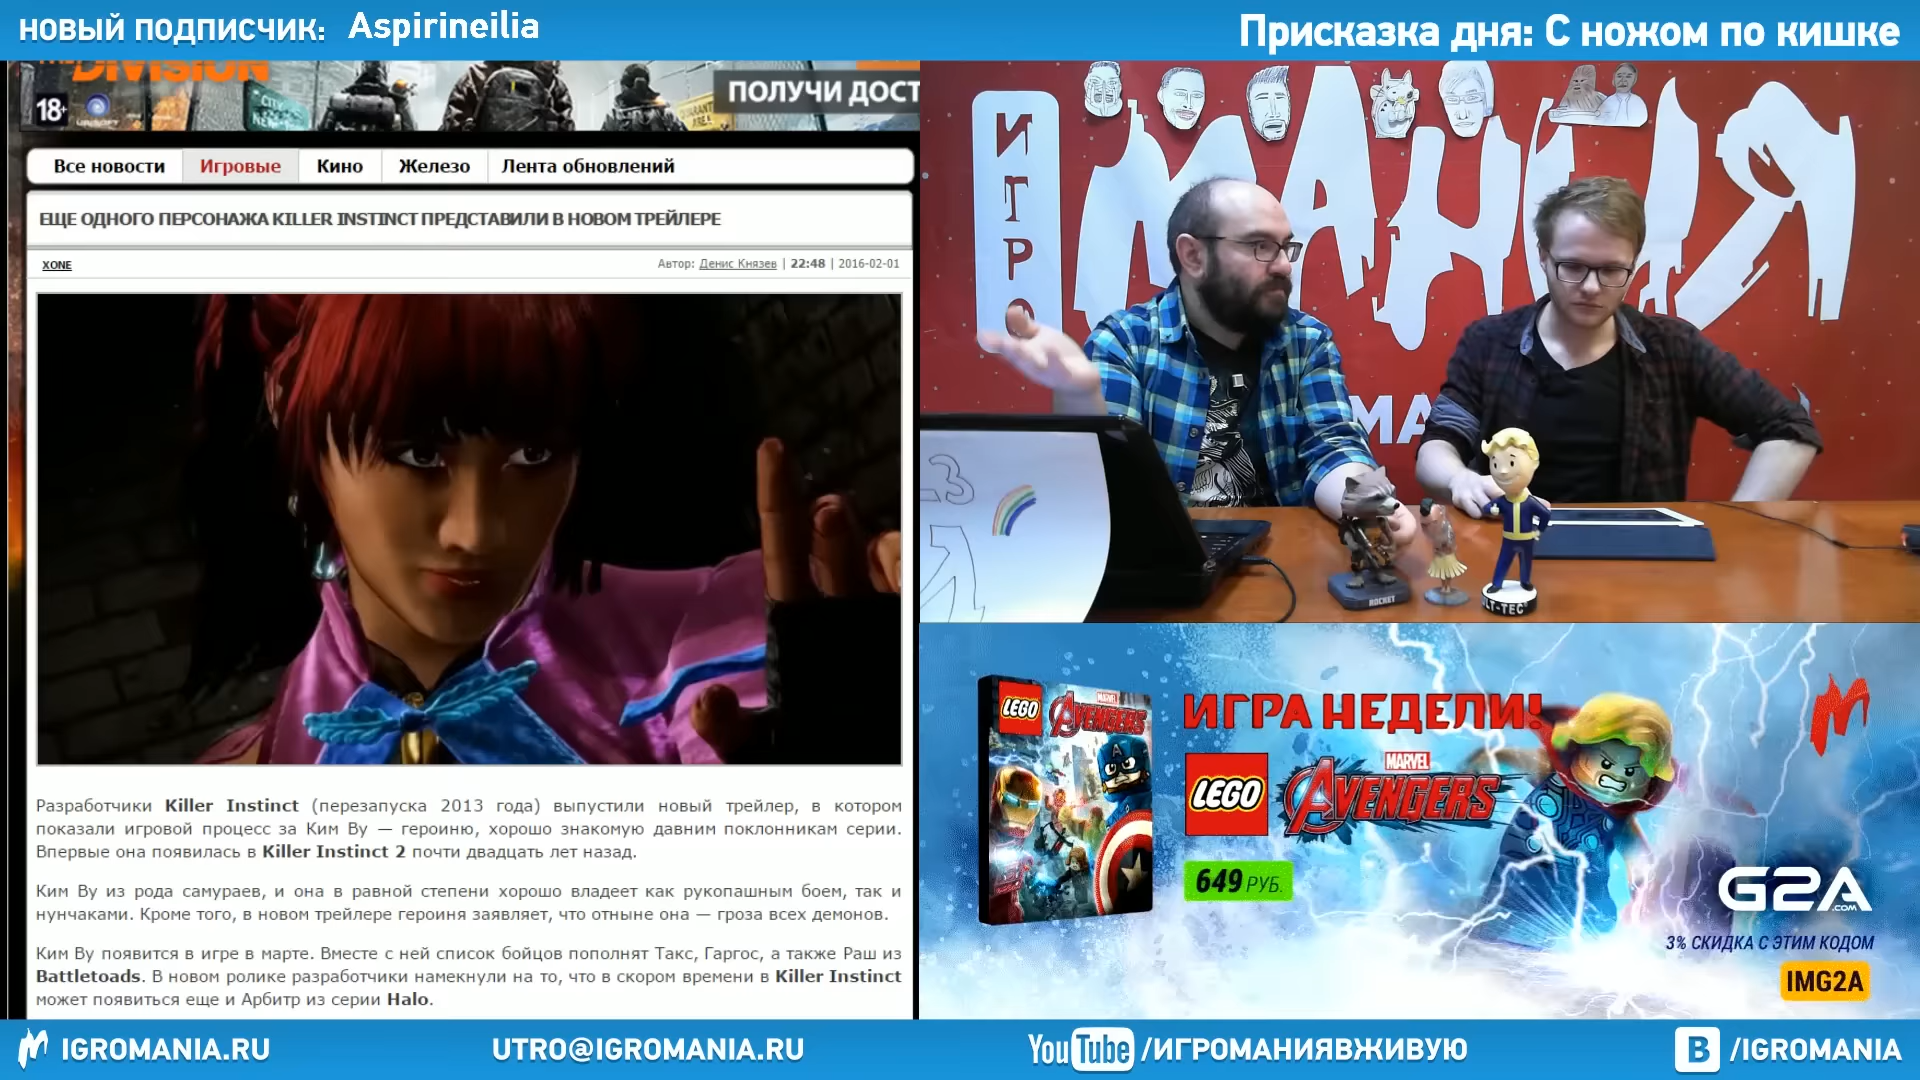 НОВЫЙ ПОДПИСЧИК: Aspirineilia
Присказка дня: С ножом по кишке
DIVISION
18+
ПОЛУЧИ ДОСТ
Все новости Игровые Кино Железо Лента обновлений
ЕЩЕ ОДНОГО ПЕРСОНАЖА KILLER INSTINCT ПРЕДСТАВИЛИ В НОВОМ ТРЕЙЛЕРЕ
XONE
Автор: Денис Князев | 22:48 | 2016-02-01
Разработчики Killer Instinct (перезапуска 2013 года) выпустили новый трейлер, в котором
показали игровой процесс за Ким Ву — героиню, хорошо знакомую давним поклонникам серии.
Впервые она появилась в Killer Instinct 2 почти двадцать лет назад.
Ким Ву из рода самураев, и она в равной степени хорошо владеет как рукопашным боем, так и
нунчаками. Кроме того, в новом трейлере героиня заявляет, что отныне она — гроза всех демонов.
Ким Ву появится в игре в марте. Вместе с ней список бойцов пополнят Такс, Гаргос, а также Раш из
Battletoads. В новом ролике разработчики намекнули на то, что в скором времени в Killer Instinct
может появиться еще и Арбитр из серии Halo.
ИГРО
МАНИЯ
МА
ROCKET
LT-TEC
LEGO
MARVEL
AVENGERS
ИГРА НЕДЕЛИ!
LEGO
MARVEL
AVENGERS
649 РУБ.
G2A
.COM
3% СКИДКА С ЭТИМ КОДОМ
IMG2A
IGROMANIA.RU
UTRO@IGROMANIA.RU
YouTube /ИГРОМАНИЯВЖИВУЮ
B /IGROMANIA